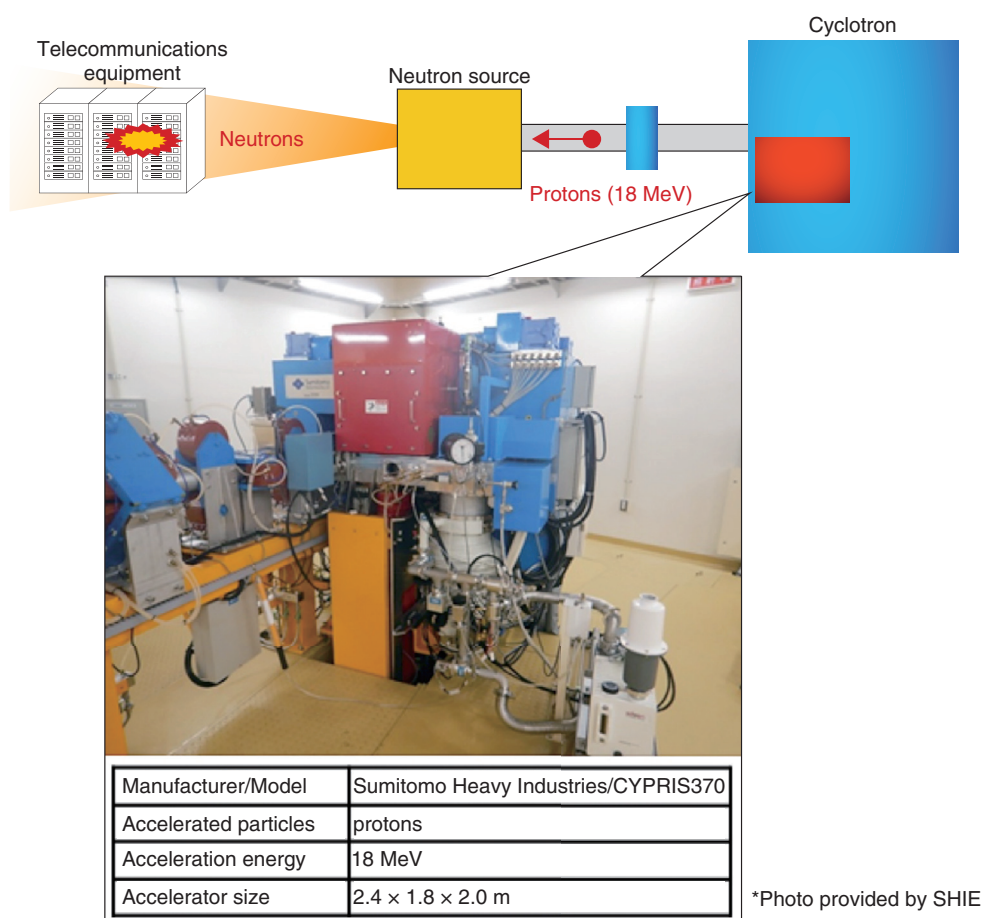 Cyclotron
Telecommunications
equipment
Neutron source
Neutrons
Protons (18 MeV)
Sumitomo
Manufacturer/Model Sumitomo Heavy Industries/CYPRIS370
Accelerated particles protons
Acceleration energy 18 MeV
Accelerator size 2.4 × 1.8 × 2.0 m
*Photo provided by SHIE